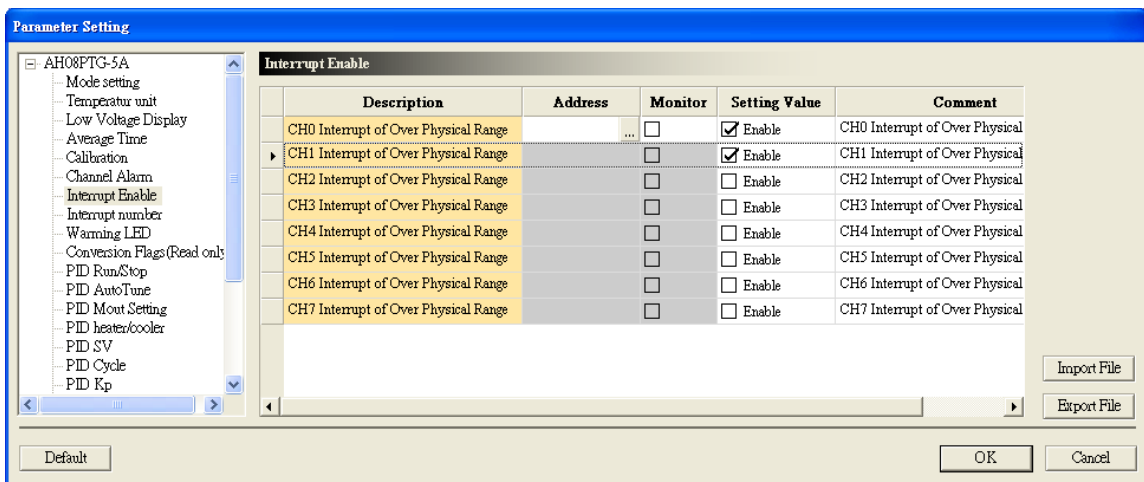 Parameter Setting
AH08PTG-5A
Mode setting
Temperatur unit
Low Voltage Display
Average Time
Calibration
Channel Alarm
Interrupt Enable
Interrupt number
Warming LED
Conversion Flags(Read only
PID Run/Stop
PID AutoTune
PID Mout Setting
PID heater/cooler
PID SV
PID Cycle
PID Kp
Interrupt Enable
Description Address Monitor Setting Value Comment
CH0 Interrupt of Over Physical Range ... Enable CH0 Interrupt of Over Physical
CH1 Interrupt of Over Physical Range Enable CH1 Interrupt of Over Physical
CH2 Interrupt of Over Physical Range Enable CH2 Interrupt of Over Physical
CH3 Interrupt of Over Physical Range Enable CH3 Interrupt of Over Physical
CH4 Interrupt of Over Physical Range Enable CH4 Interrupt of Over Physical
CH5 Interrupt of Over Physical Range Enable CH5 Interrupt of Over Physical
CH6 Interrupt of Over Physical Range Enable CH6 Interrupt of Over Physical
CH7 Interrupt of Over Physical Range Enable CH7 Interrupt of Over Physical
Import File
Export File
Default
OK
Cancel